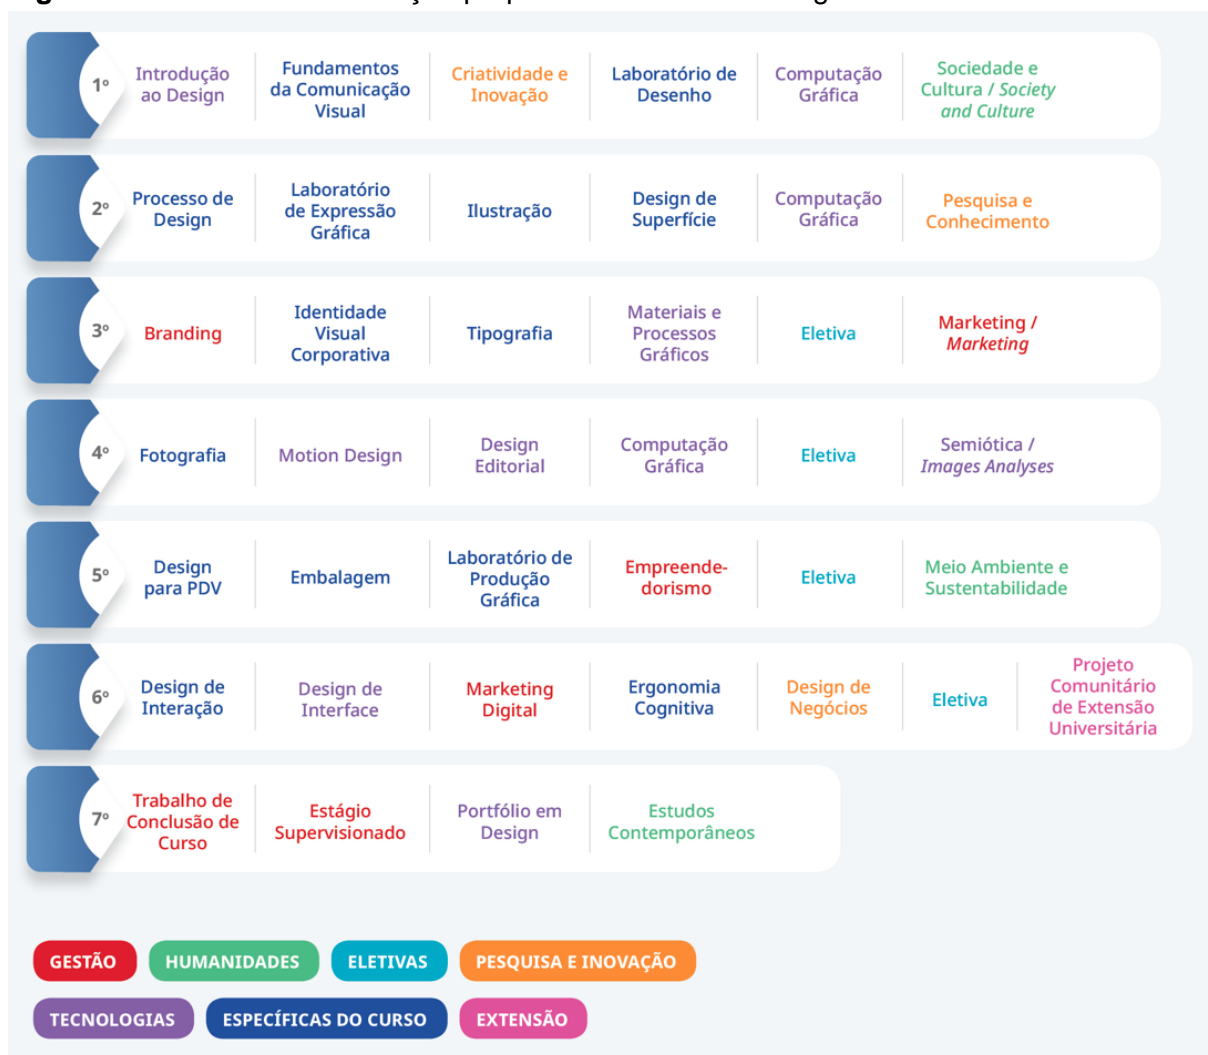 1º
Introdução
ao Design
Fundamentos
da Comunicação
Visual
Criatividade e
Inovação
Laboratório de
Desenho
Computação
Gráfica
Sociedade e
Cultura / Society
and Culture
2º
Processo de
Design
Laboratório
de Expressão
Gráfica
Ilustração
Design de
Superfície
Computação
Gráfica
Pesquisa e
Conhecimento
3º
Branding
Identidade
Visual
Corporativa
Tipografia
Materiais e
Processos
Gráficos
Eletiva
Marketing /
Marketing
4º
Fotografia
Motion Design
Design
Editorial
Computação
Gráfica
Eletiva
Semiótica /
Images Analyses
5º
Design
para PDV
Embalagem
Laboratório de
Produção
Gráfica
Empreende-
dorismo
Eletiva
Meio Ambiente e
Sustentabilidade
6º
Design de
Interação
Design de
Interface
Marketing
Digital
Ergonomia
Cognitiva
Design de
Negócios
Eletiva
Projeto
Comunitário
de Extensão
Universitária
7º
Trabalho de
Conclusão de
Curso
Estágio
Supervisionado
Portfólio em
Design
Estudos
Contemporâneos
GESTÃO
HUMANIDADES
ELETIVAS
PESQUISA E INOVAÇÃO
TECNOLOGIAS
ESPECÍFICAS DO CURSO
EXTENSÃO